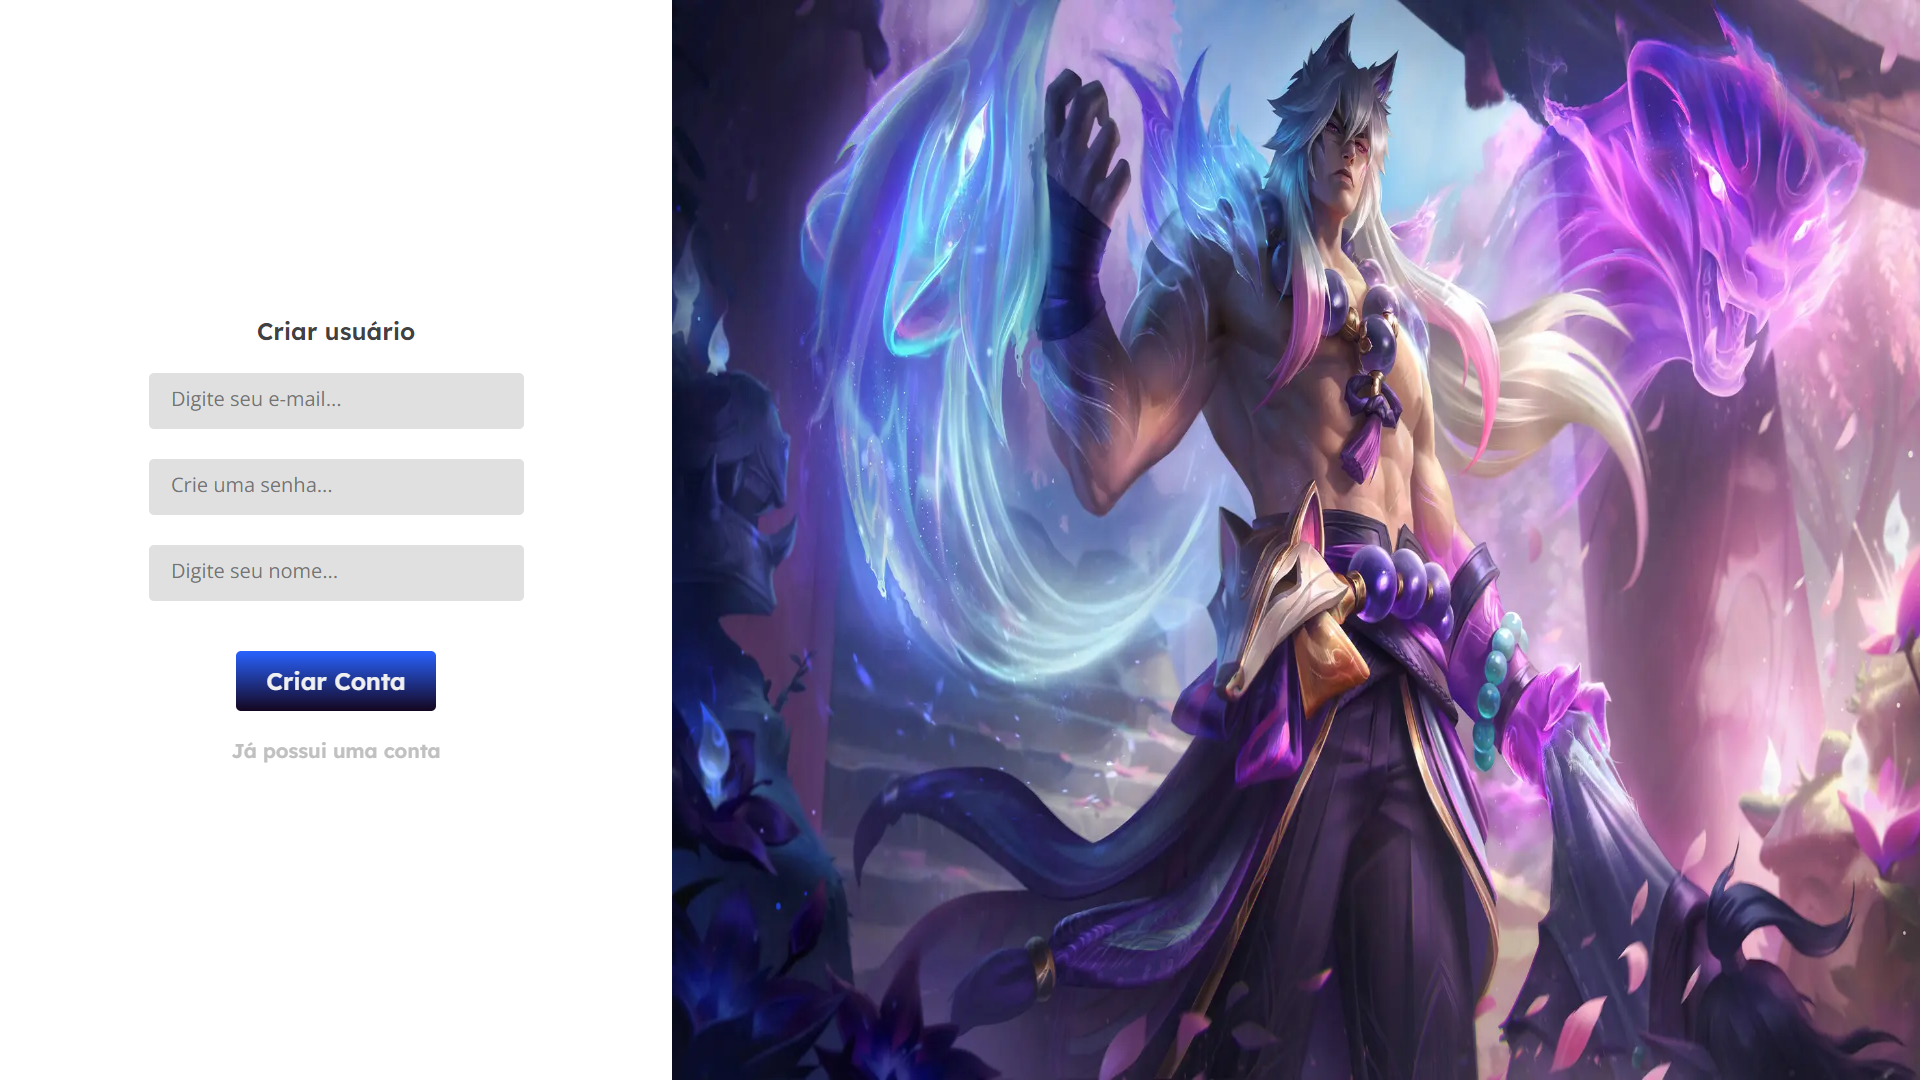 Criar usuário
Digite seu e-mail...
Crie uma senha...
Digite seu nome...
Criar Conta
Já possui uma conta